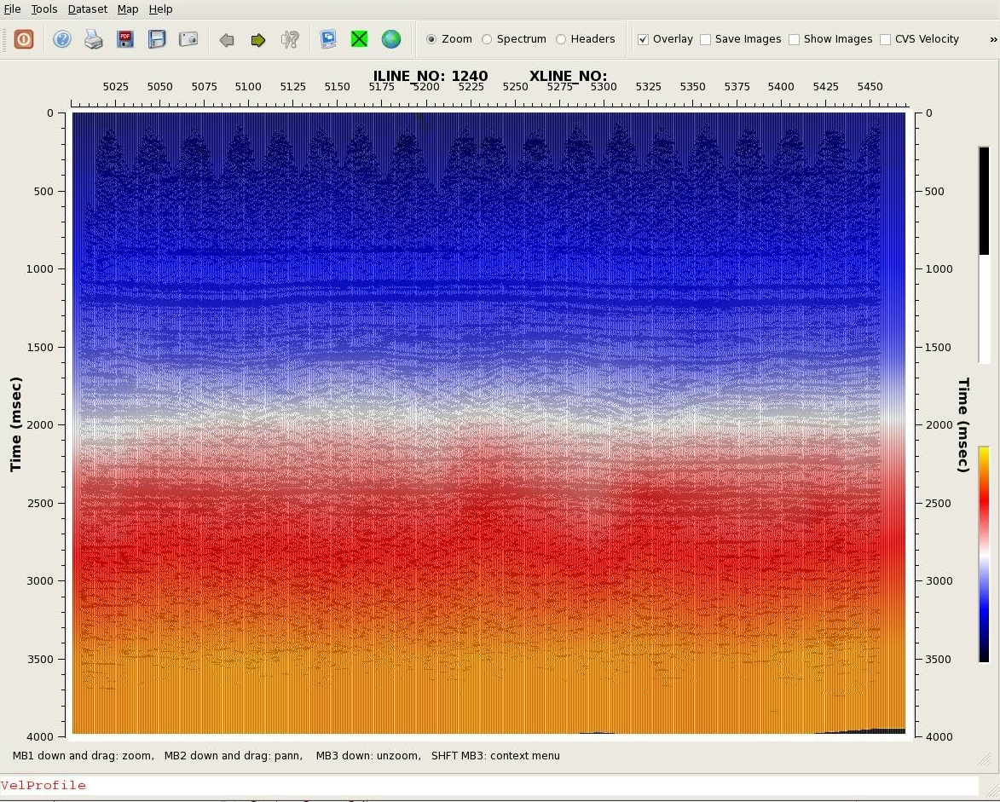 File Tools Dataset Map Help
PDF Zoom Spectrum Headers Overlay Save Images Show Images CVS Velocity »
ILINE_NO: 1240 XLINE_NO:
5025 5050 5075 5100 5125 5150 5175 5200 5225 5250 5275 5300 5325 5350 5375 5400 5425 5450
0 0
500 500
1000 1000
1500 1500
Time (msec) Time (msec)
2000 2000
2500 2500
3000 3000
3500 3500
4000 4000
MB1 down and drag: zoom, MB2 down and drag: pann, MB3 down: unzoom, SHFT MB3: context menu
VelProfile